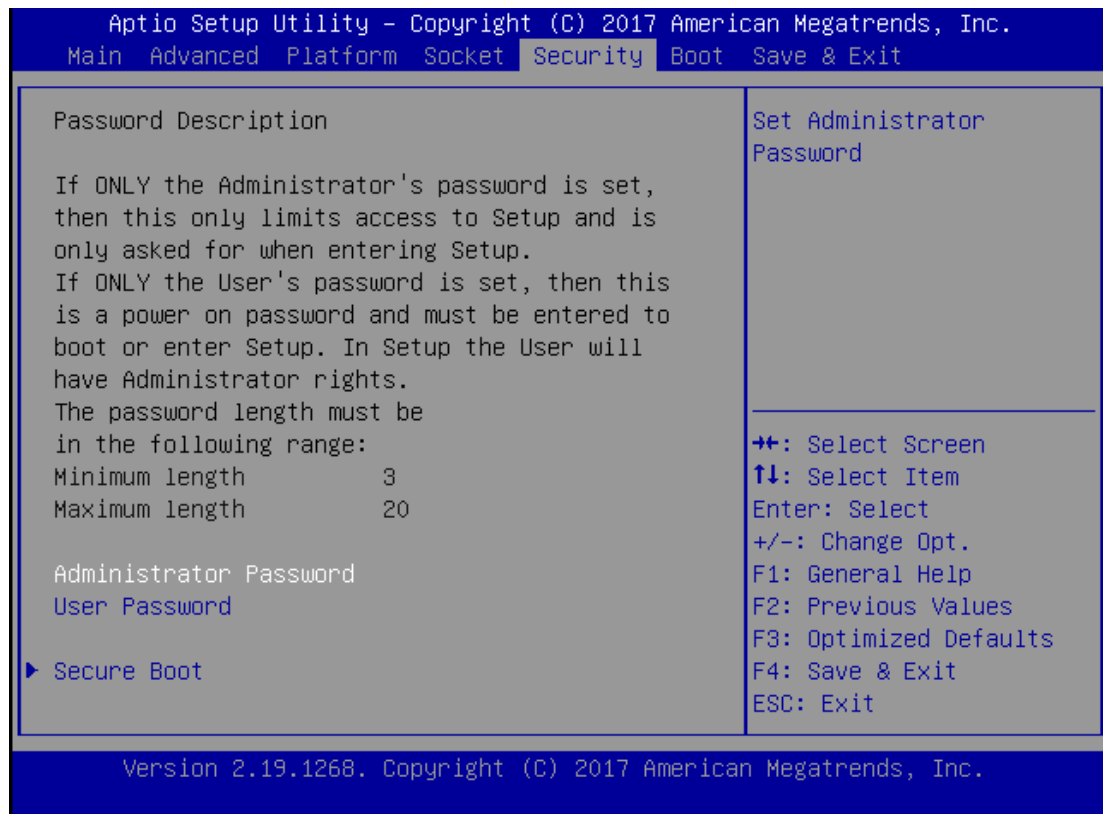 Aptio Setup Utility – Copyright (C) 2017 American Megatrends, Inc.
Main Advanced Platform Socket Security Boot Save & Exit
Password Description
If ONLY the Administrator's password is set,
then this only limits access to Setup and is
only asked for when entering Setup.
If ONLY the User's password is set, then this
is a power on password and must be entered to
boot or enter Setup. In Setup the User will
have Administrator rights.
The password length must be
in the following range:
Minimum length 3
Maximum length 20
Administrator Password
User Password
Secure Boot
Set Administrator
Password
→←: Select Screen
↑↓: Select Item
Enter: Select
+/-: Change Opt.
F1: General Help
F2: Previous Values
F3: Optimized Defaults
F4: Save & Exit
ESC: Exit
Version 2.19.1268. Copyright (C) 2017 American Megatrends, Inc.